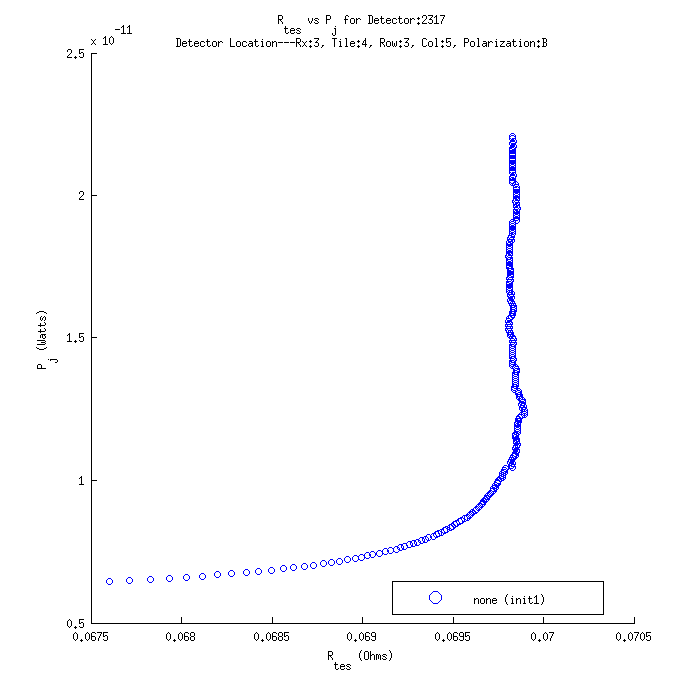 R_tes vs P_j for Detector:2317
Detector Location---Rx:3, Tile:4, Row:3, Col:5, Polarization:B
x 10^-11
2.5
2
1.5
1
0.5
P_j (Watts)
none (init1)
0.0675 0.068 0.0685 0.069 0.0695 0.07 0.0705
R_tes (Ohms)